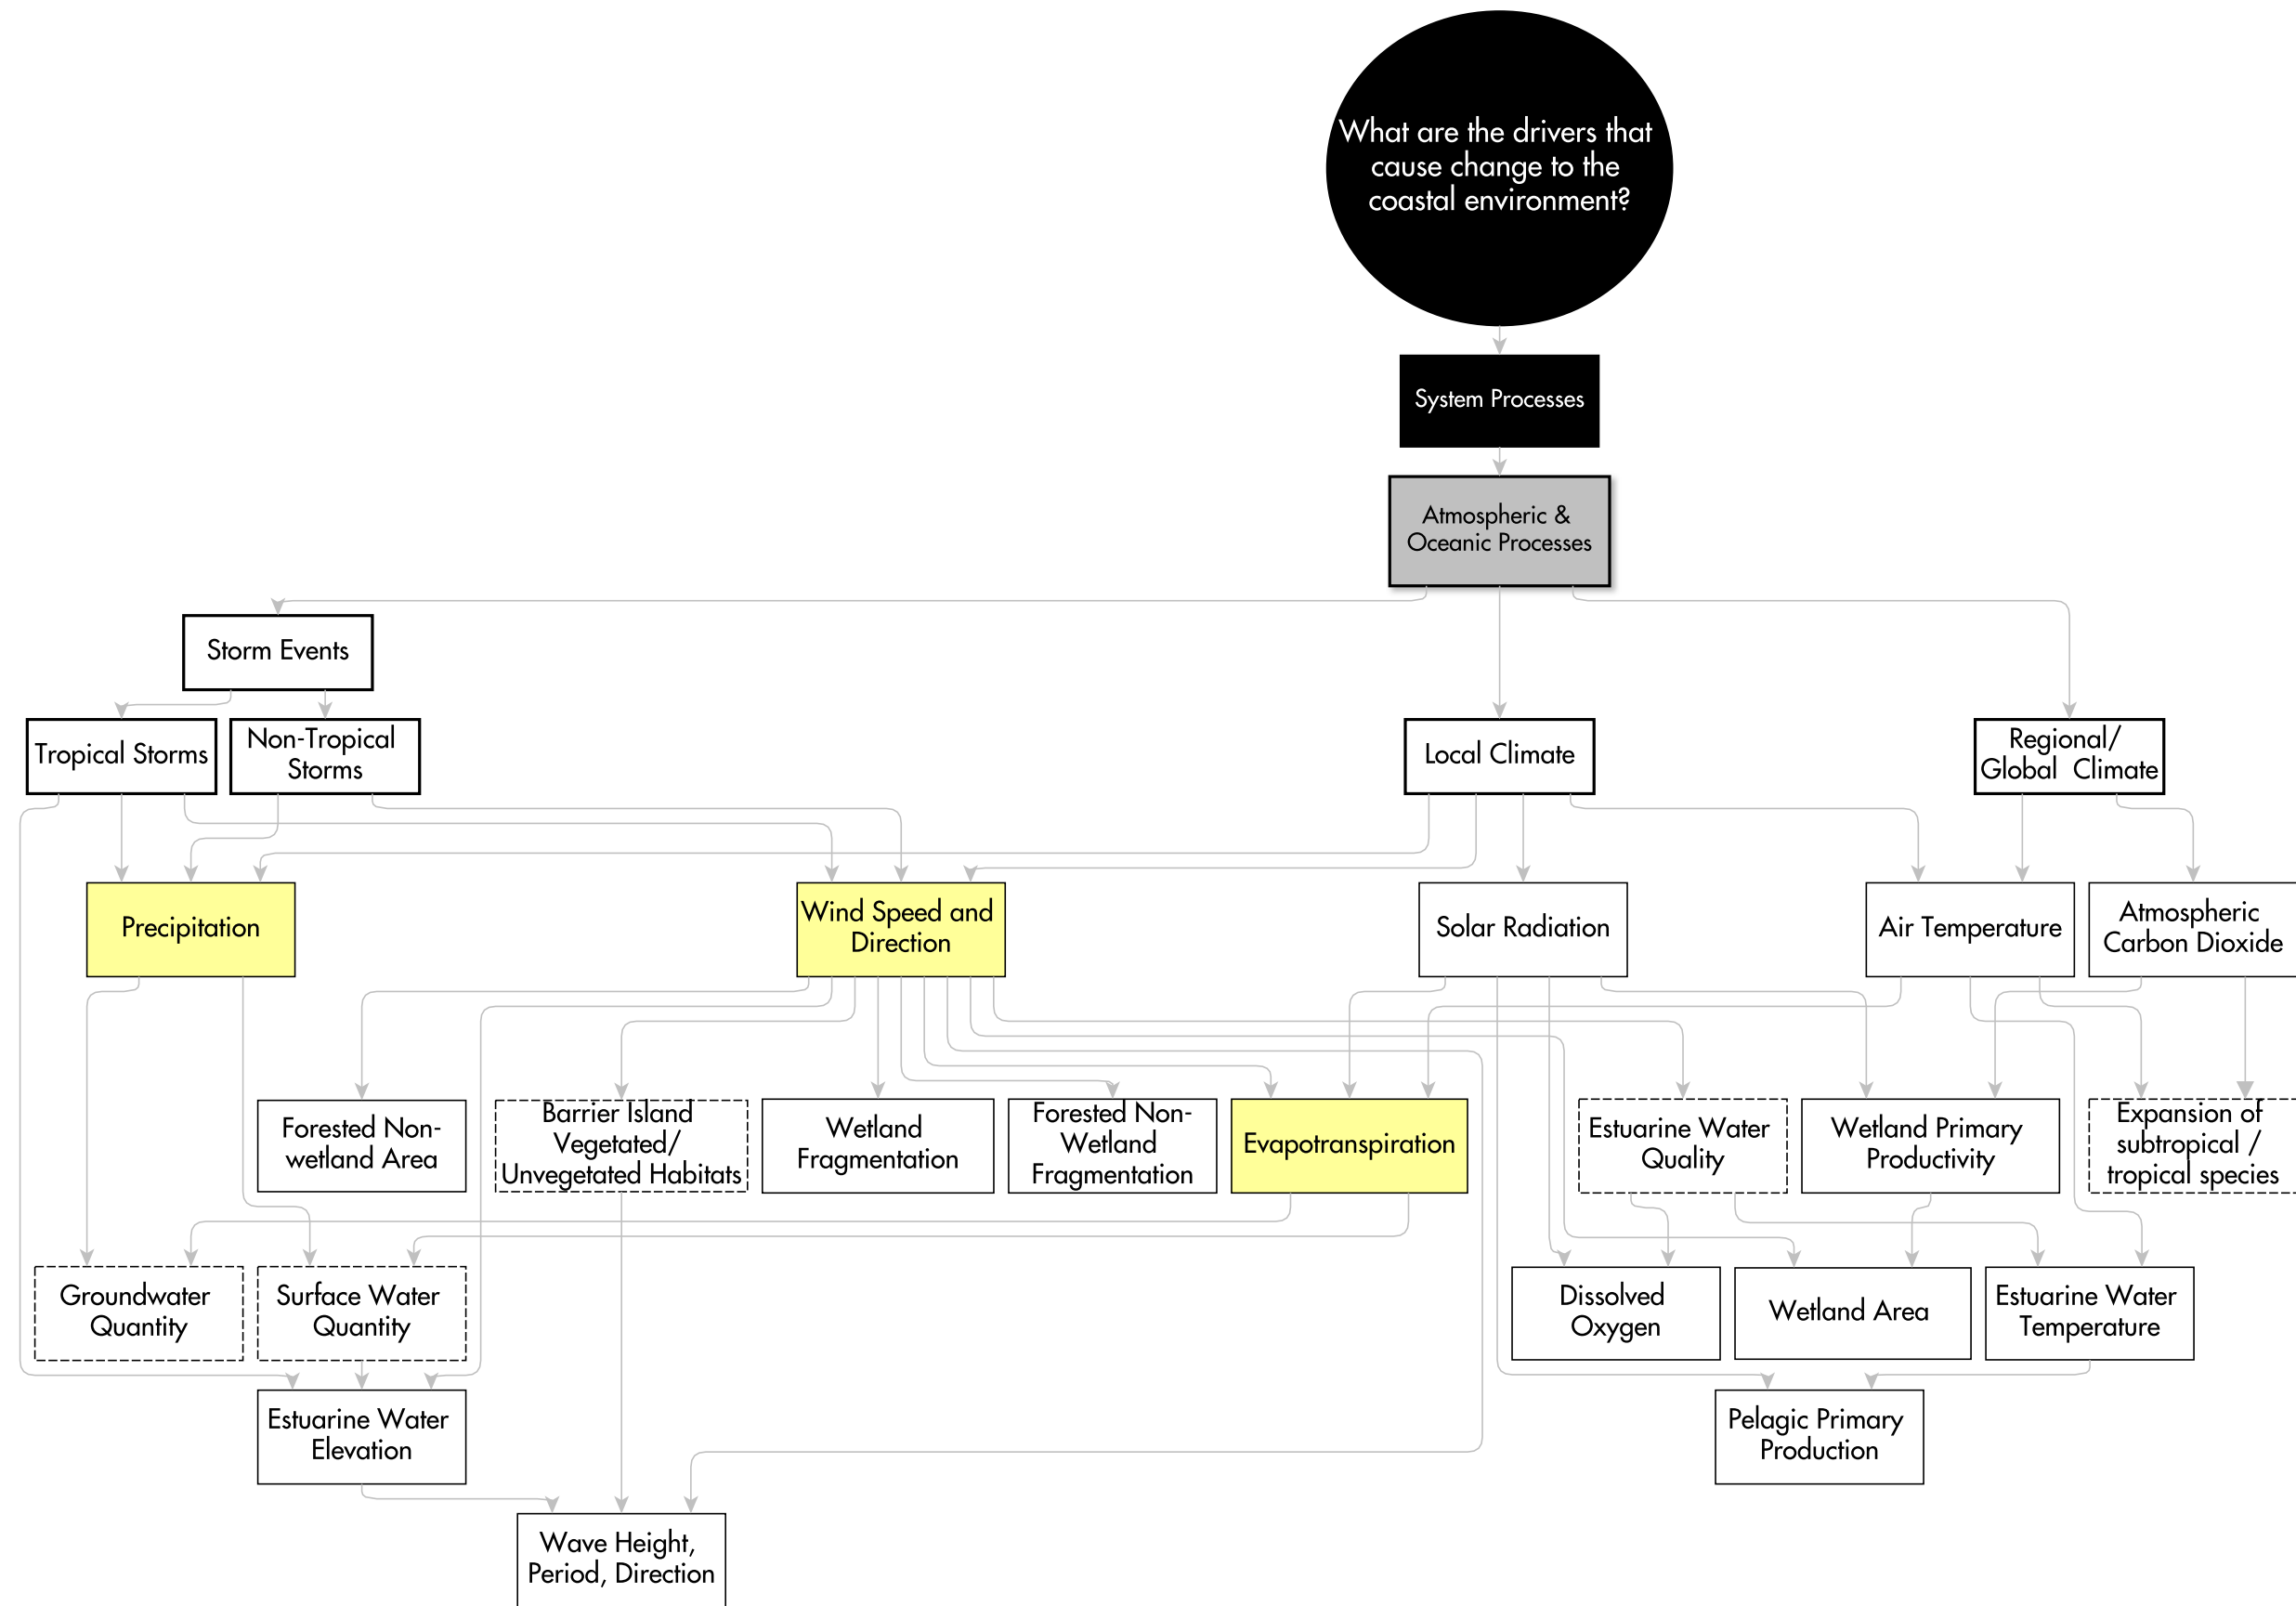 What are the drivers that
cause change to the
coastal environment?
System Processes
Atmospheric &
Oceanic Processes
Storm Events
Tropical Storms
Non-Tropical
Storms
Local Climate
Regional/
Global  Climate
Precipitation
Wind Speed and
Direction
Solar Radiation
Air Temperature
Atmospheric
Carbon Dioxide
Forested Non-
wetland Area
Barrier Island
Vegetated/
Unvegetated Habitats
Wetland
Fragmentation
Forested Non-
Wetland
Fragmentation
Evapotranspiration
Estuarine Water
Quality
Wetland Primary
Productivity
Expansion of
subtropical /
tropical species
Groundwater
Quantity
Surface Water
Quantity
Dissolved
Oxygen
Wetland Area
Estuarine Water
Temperature
Estuarine Water
Elevation
Pelagic Primary
Production
Wave Height,
Period, Direction